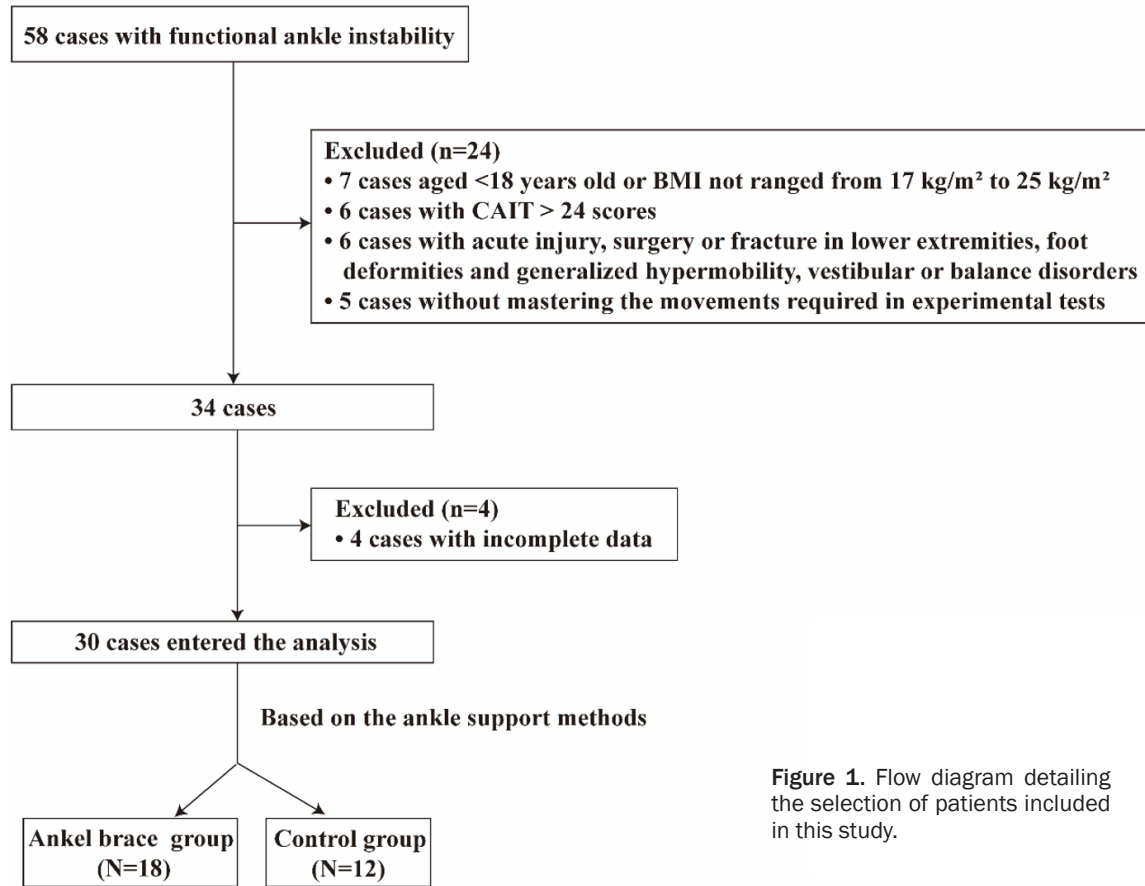 58 cases with functional ankle instability
Excluded (n=24)
• 7 cases aged <18 years old or BMI not ranged from 17 kg/m² to 25 kg/m²
• 6 cases with CAIT > 24 scores
• 6 cases with acute injury, surgery or fracture in lower extremities, foot
deformities and generalized hypermobility, vestibular or balance disorders
• 5 cases without mastering the movements required in experimental tests
34 cases
Excluded (n=4)
• 4 cases with incomplete data
30 cases entered the analysis
Based on the ankle support methods
Ankel brace group
(N=18)
Control group
(N=12)
Figure 1. Flow diagram detailing
the selection of patients included
in this study.